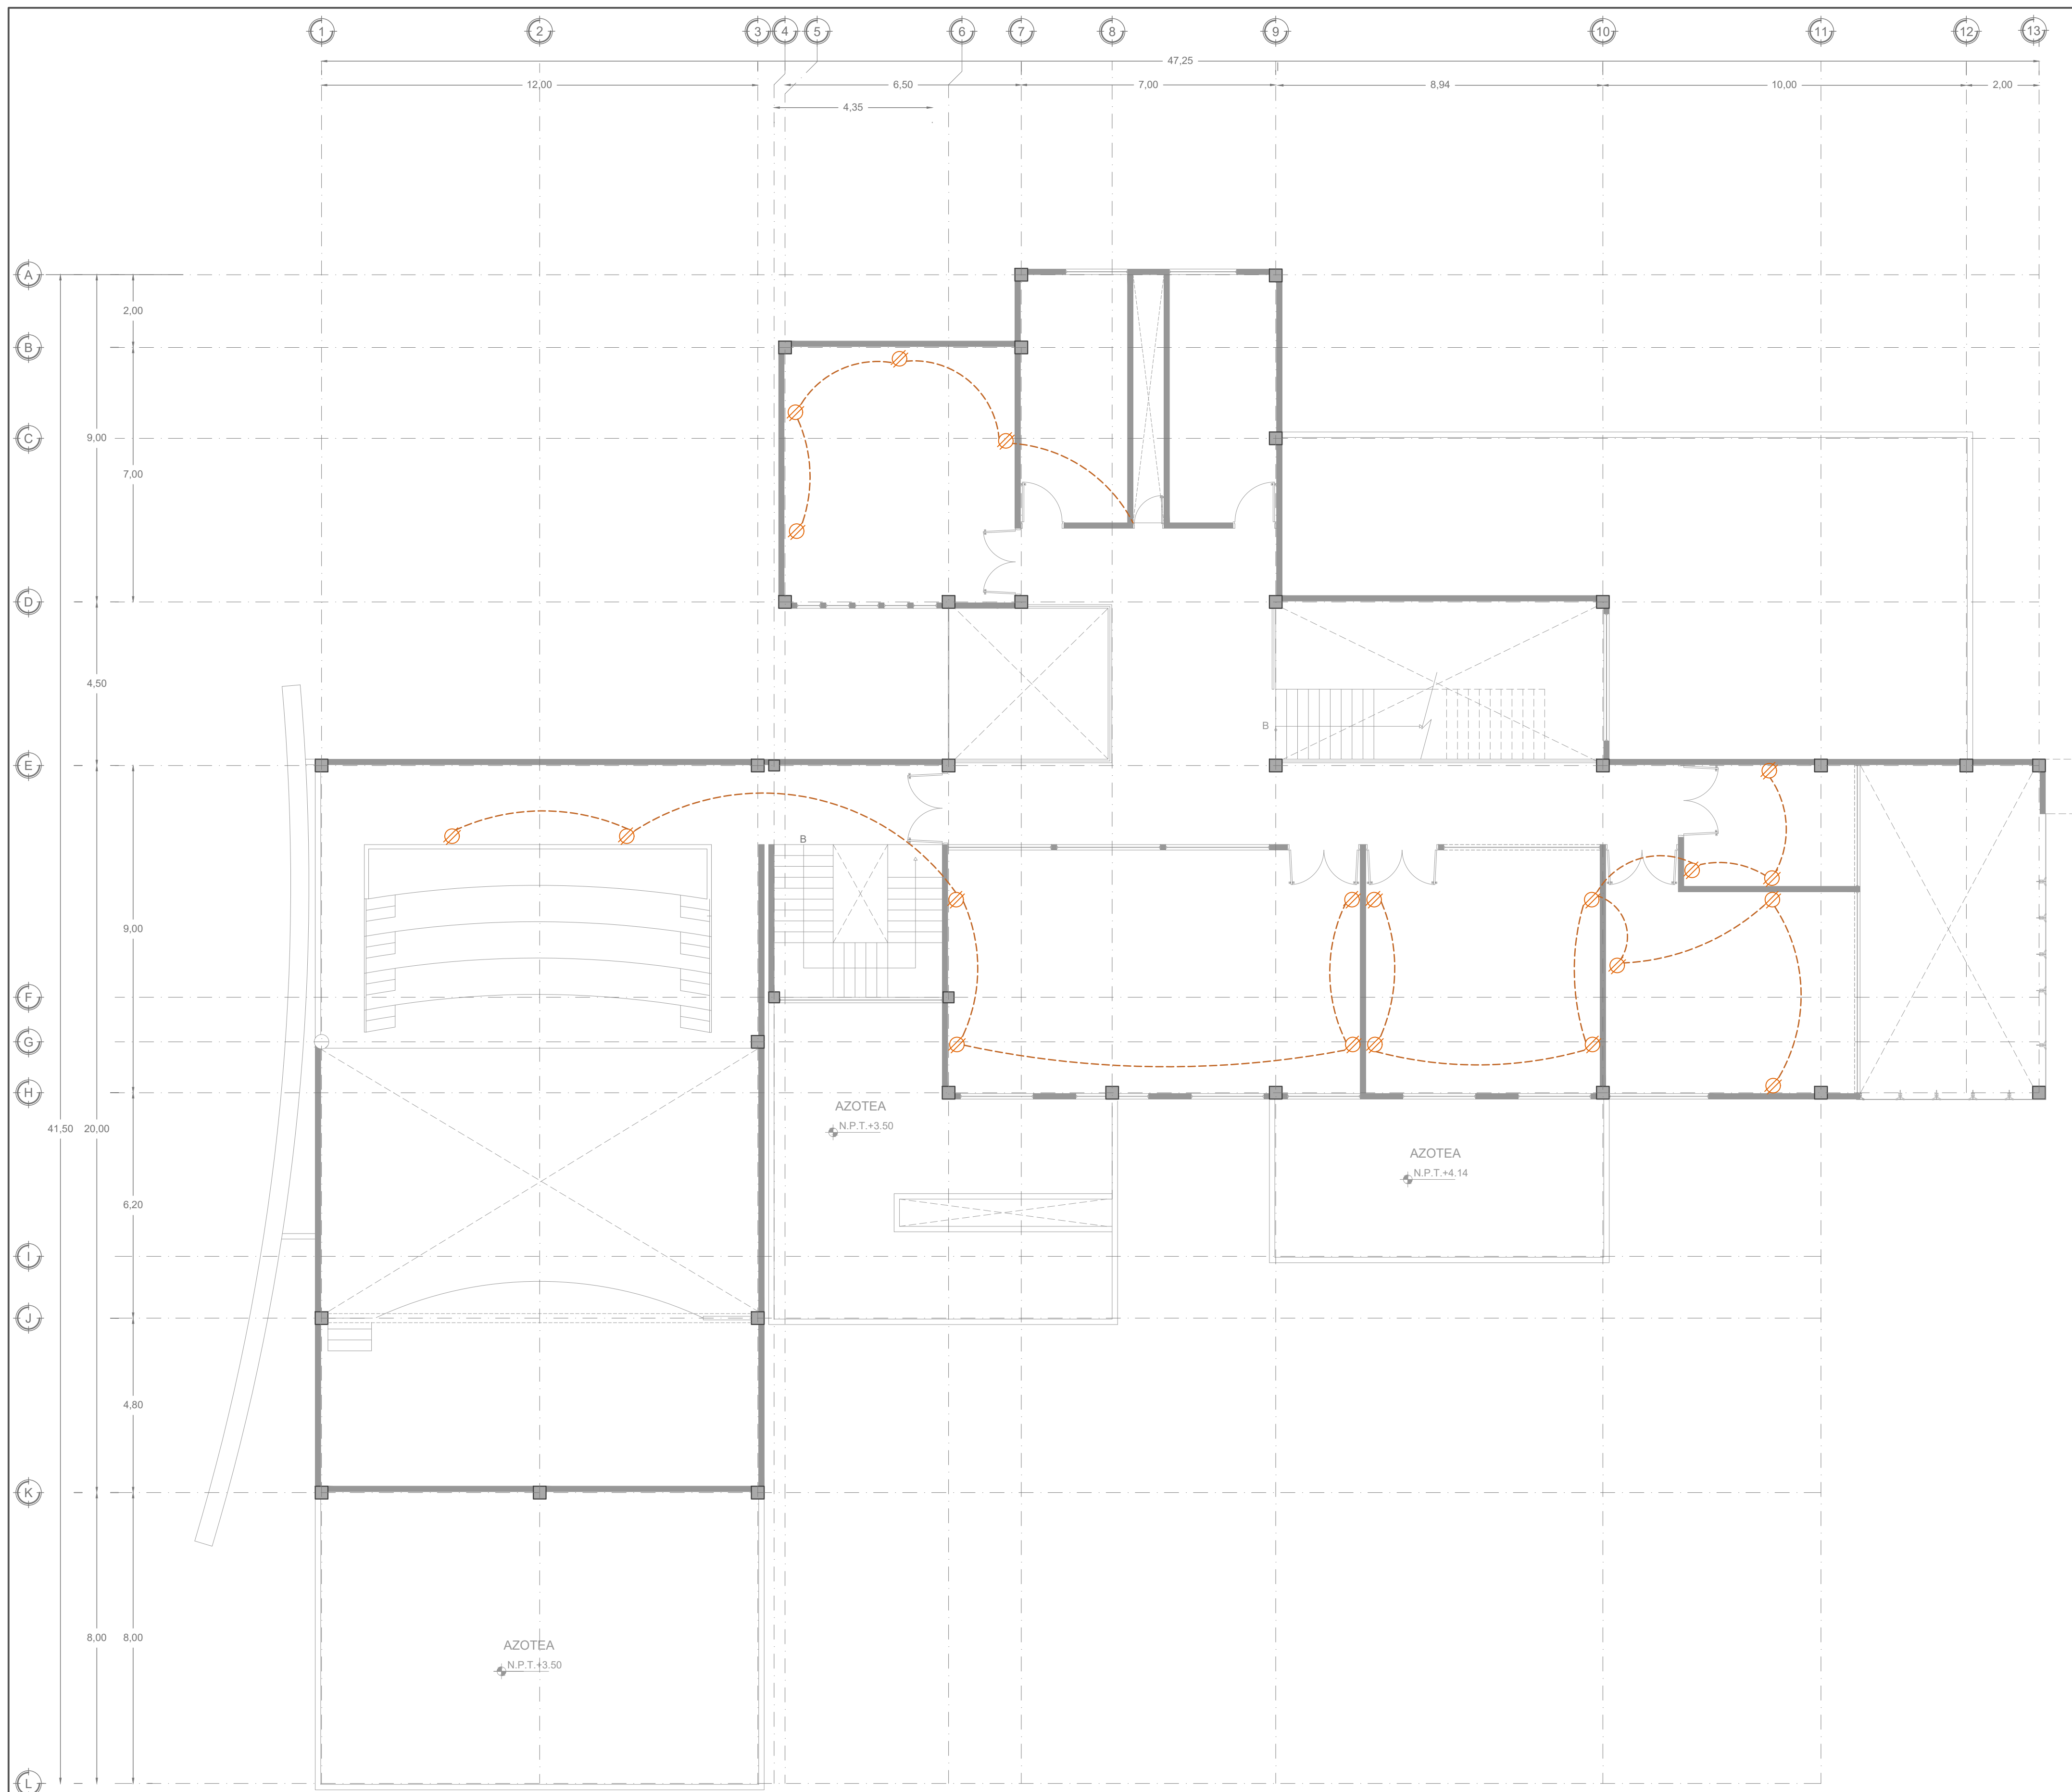 1 2 3 4 5 6 7 8 9 10 11 12 13
47,25
12,00 6,50 7,00 8,94 10,00 2,00
4,35
A
2,00
B
9,00
C
7,00
D
4,50
B
E
B
9,00
F
G
H
AZOTEA
N.P.T.+3.50
41,50 20,00
AZOTEA
N.P.T.+4.14
6,20
I
J
4,80
K
8,00 8,00
AZOTEA
N.P.T.+3.50
L